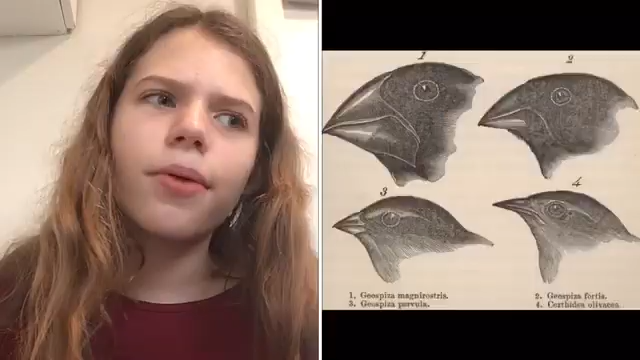 1
2
3
4
1. Geospiza magnirostris.
2. Geospiza fortis.
3. Geospiza parvula.
4. Certhidea olivacea.